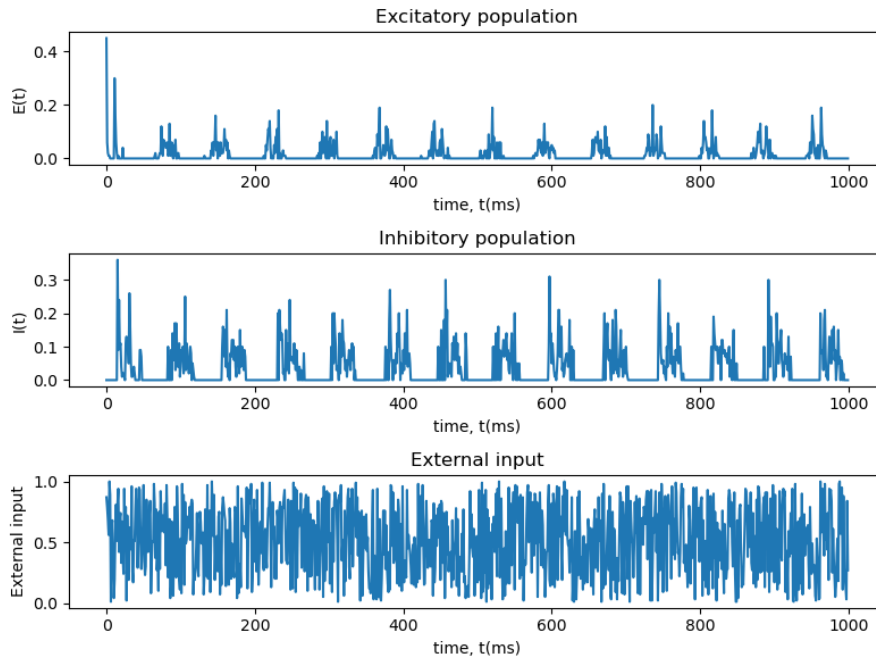 Excitatory population
E(t)
0.4
0.2
0.0
0 200 400 600 800 1000
time, t(ms)
Inhibitory population
I(t)
0.3
0.2
0.1
0.0
0 200 400 600 800 1000
time, t(ms)
External input
External input
1.0
0.5
0.0
0 200 400 600 800 1000
time, t(ms)